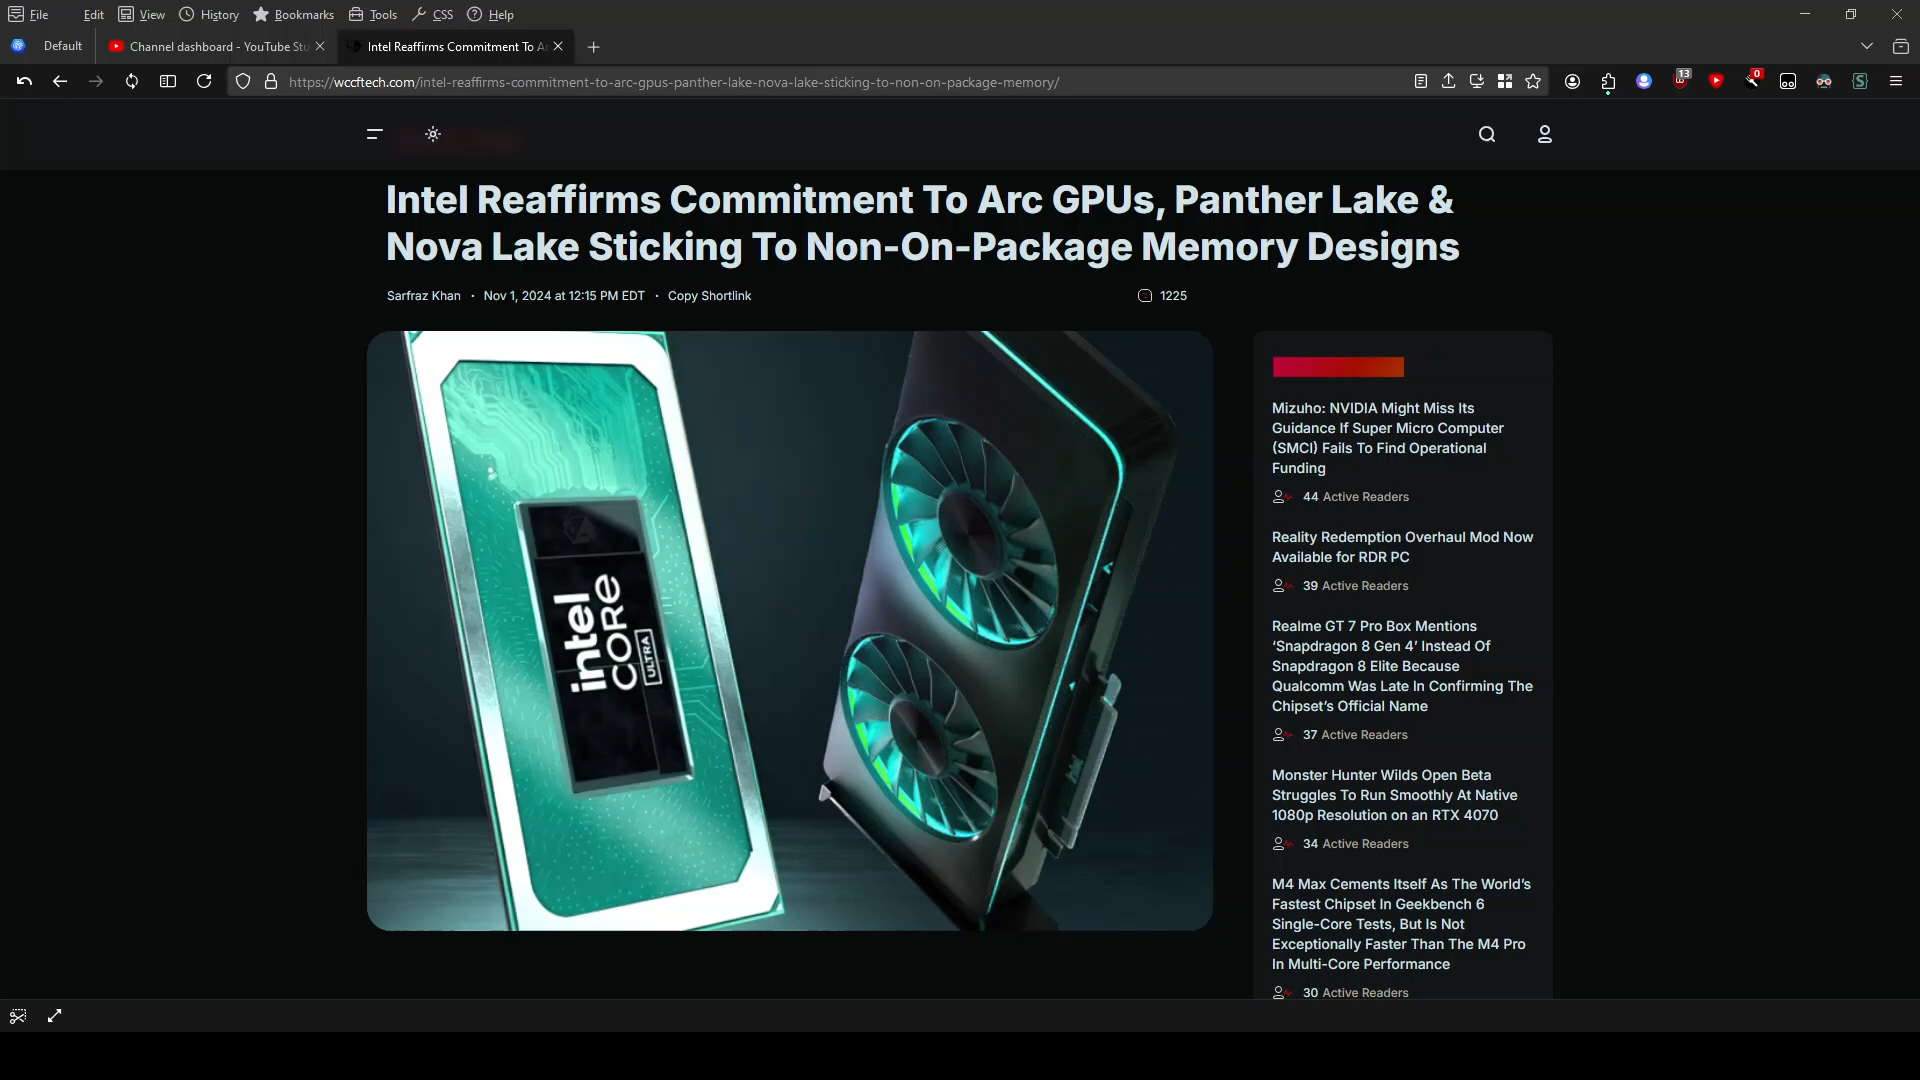 File Edit View History Bookmarks Tools CSS Help
Default Channel dashboard - YouTube Stu Intel Reaffirms Commitment To Ar
https://wccftech.com/intel-reaffirms-commitment-to-arc-gpus-panther-lake-nova-lake-sticking-to-non-on-package-memory/
13
0
Intel Reaffirms Commitment To Arc GPUs, Panther Lake &
Nova Lake Sticking To Non-On-Package Memory Designs
Sarfraz Khan • Nov 1, 2024 at 12:15 PM EDT • Copy Shortlink
1225
intel
CORE
ULTRA
Mizuho: NVIDIA Might Miss Its
Guidance If Super Micro Computer
(SMCI) Fails To Find Operational
Funding
44 Active Readers
Reality Redemption Overhaul Mod Now
Available for RDR PC
39 Active Readers
Realme GT 7 Pro Box Mentions
‘Snapdragon 8 Gen 4’ Instead Of
Snapdragon 8 Elite Because
Qualcomm Was Late In Confirming The
Chipset’s Official Name
37 Active Readers
Monster Hunter Wilds Open Beta
Struggles To Run Smoothly At Native
1080p Resolution on an RTX 4070
34 Active Readers
M4 Max Cements Itself As The World’s
Fastest Chipset In Geekbench 6
Single-Core Tests, But Is Not
Exceptionally Faster Than The M4 Pro
In Multi-Core Performance
30 Active Readers